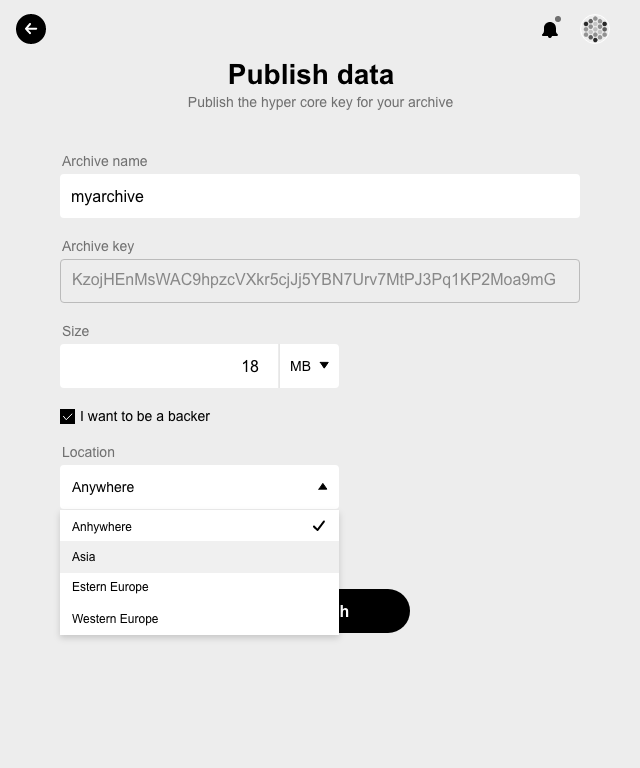 Publish data
Publish the hyper core key for your archive
Archive name
myarchive
Archive key
KzojHEnMsWAC9hpzcVXkr5cjJj5YBN7Urv7MtPJ3Pq1KP2Moa9mG
Size
18 MB
I want to be a backer
Location
Anywhere
Anhywhere
Asia
Estern Europe
Western Europe
h